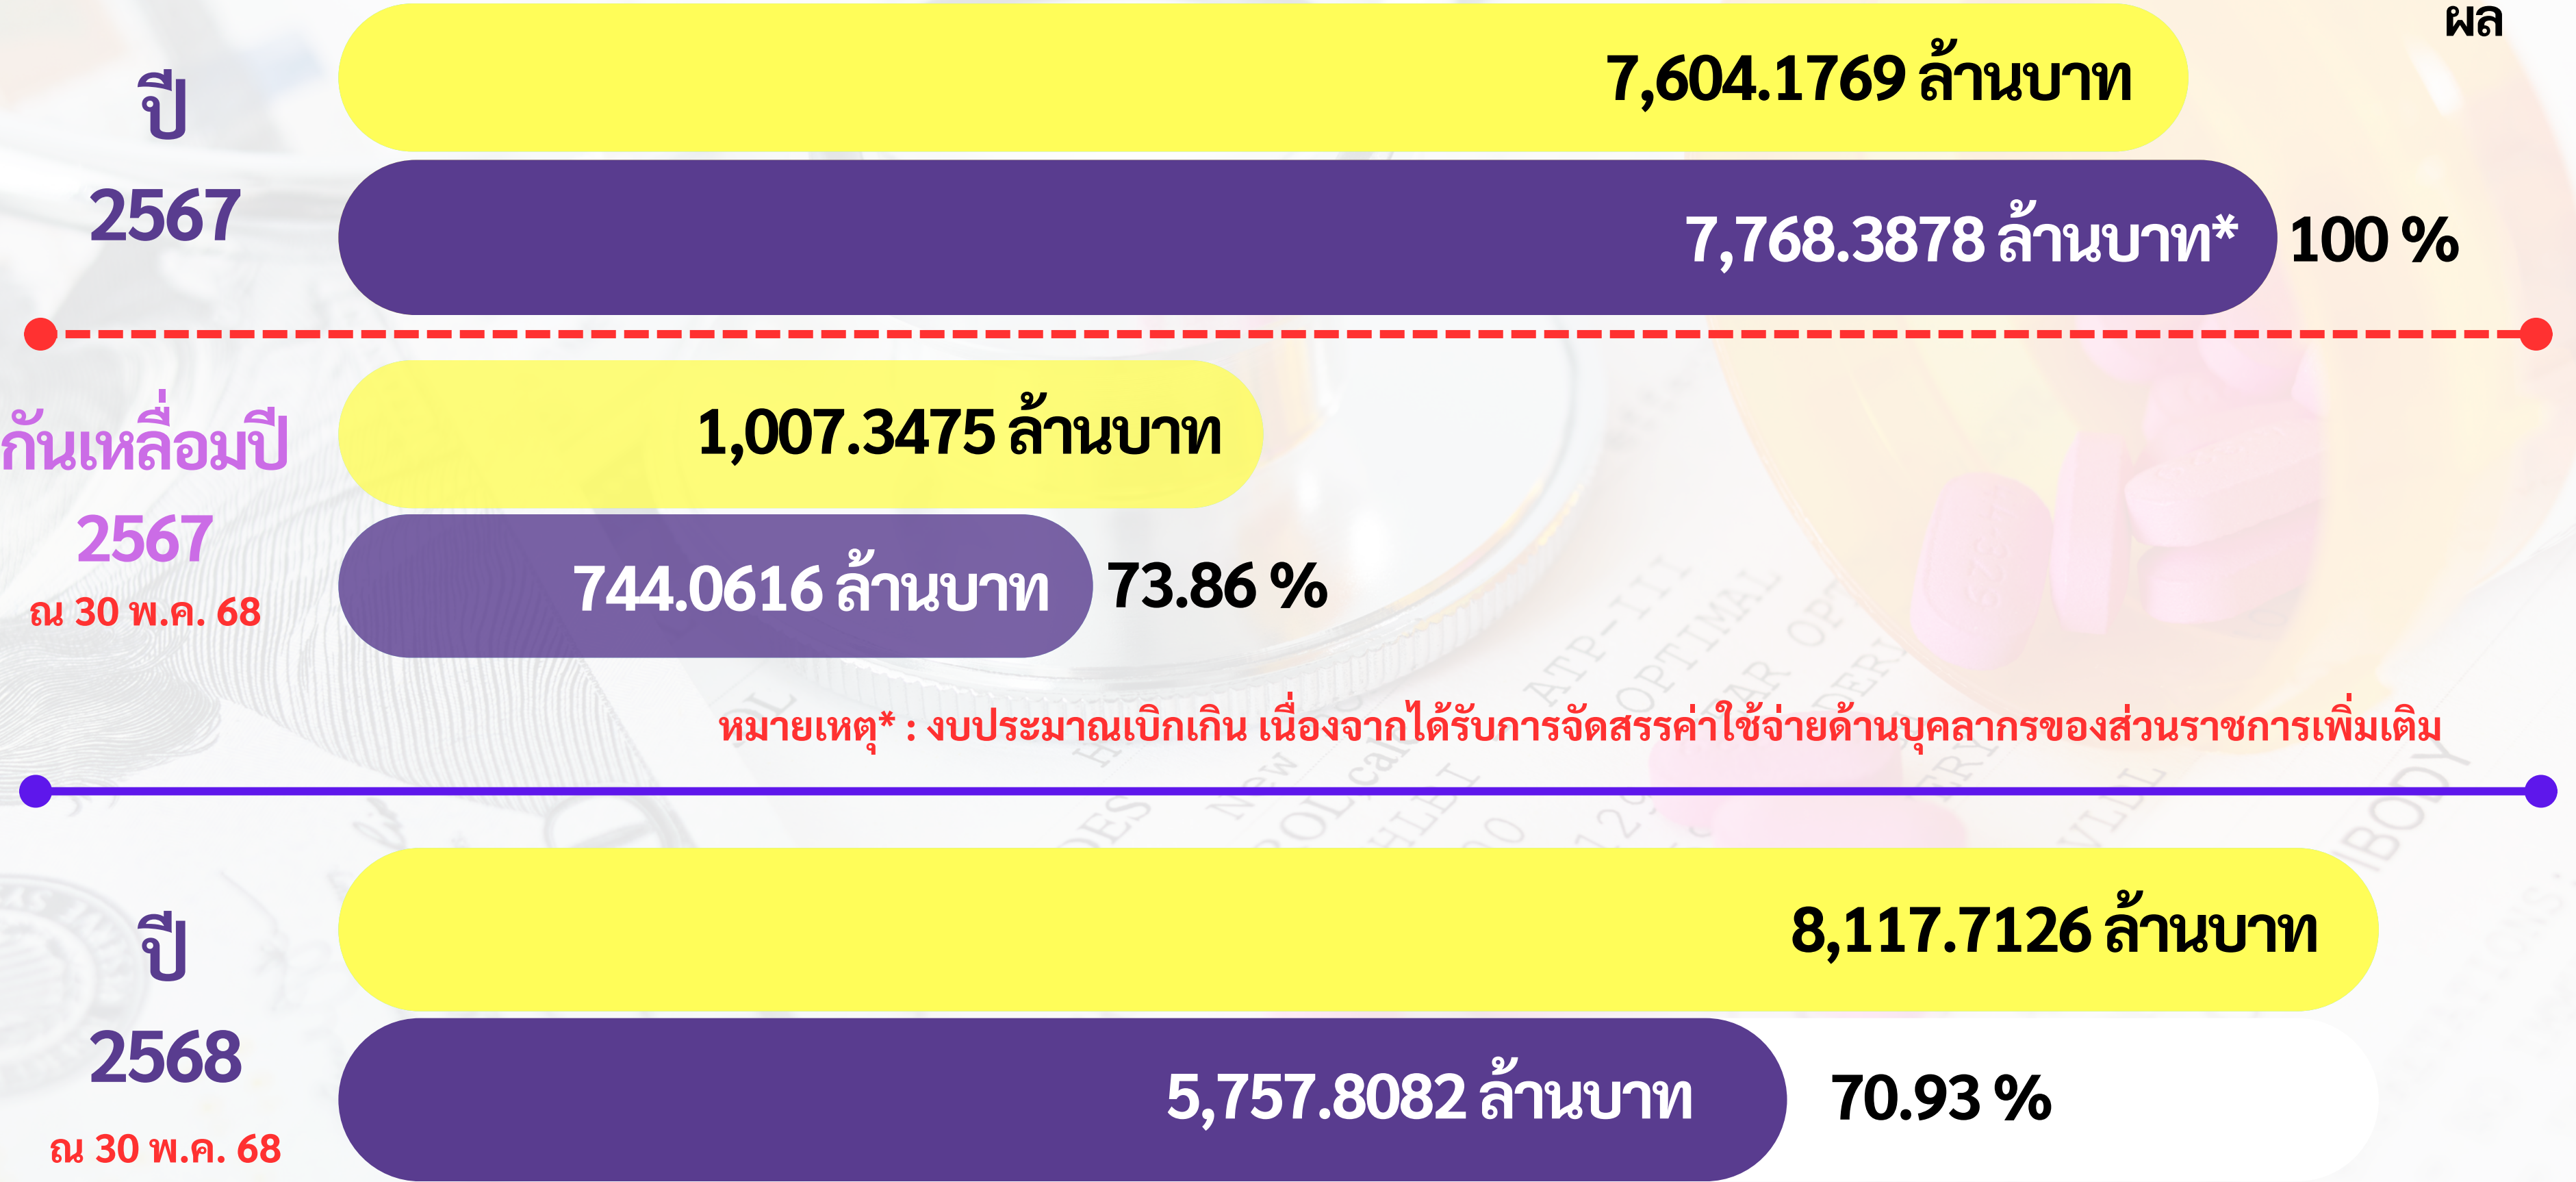 ผล
7,604.1769 ล้านบาท
ปี
2567
7,768.3878 ล้านบาท*
100 %
กันเหลื่อมปี
2567
ณ 30 พ.ค. 68
1,007.3475 ล้านบาท
744.0616 ล้านบาท
73.86 %
ATP-III
OPTIMAL
หมายเหตุ* : งบประมาณเบิกเกิน เนื่องจากได้รับการจัดสรรค่าใช้จ่ายด้านบุคลากรของส่วนราชการเพิ่มเติม
ปี
2568
ณ 30 พ.ค. 68
8,117.7126 ล้านบาท
5,757.8082 ล้านบาท
70.93 %